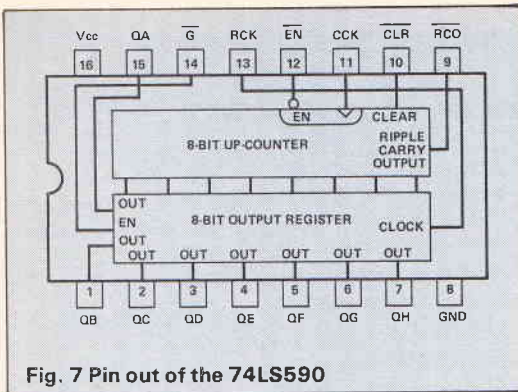 Vcc QA G̅ RCK E̅N̅ CCK C̅L̅R̅ R̅C̅O̅
16 15 14 13 12 11 10 9
EN CLEAR
RIPPLE
8-BIT UP-COUNTER CARRY
OUTPUT
OUT
8-BIT OUTPUT REGISTER
EN CLOCK
OUT
OUT OUT OUT OUT OUT OUT
1 2 3 4 5 6 7 8
QB QC QD QE QF QG QH GND
Fig. 7 Pin out of the 74LS590